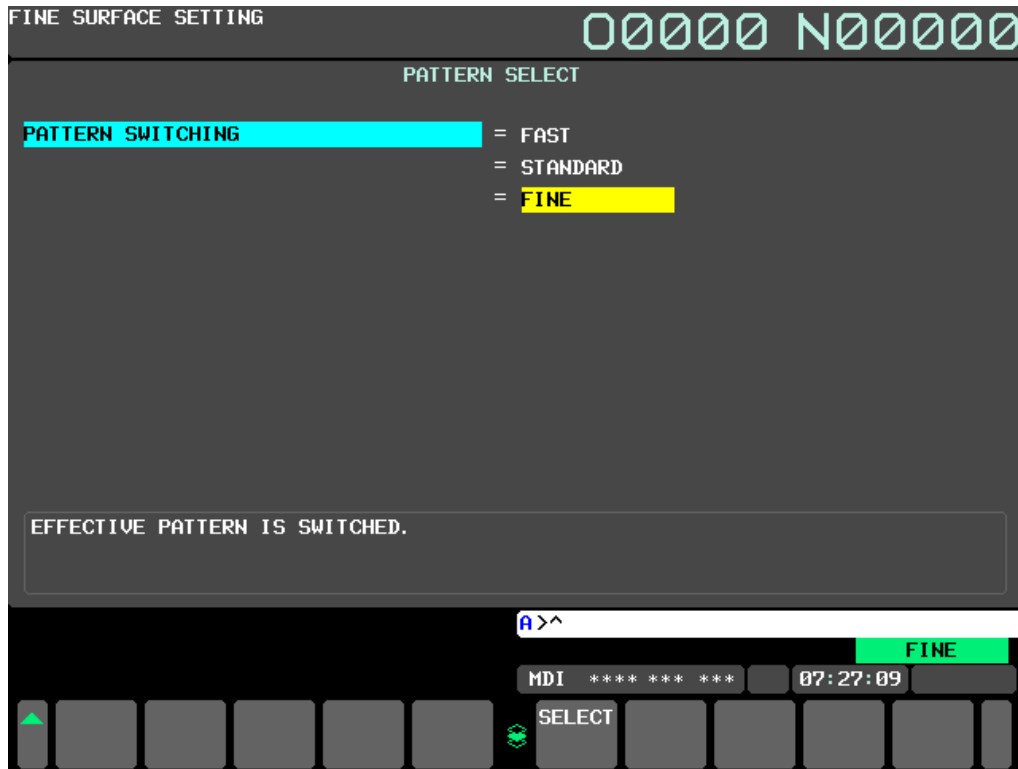 FINE SURFACE SETTING
O0000 N00000
PATTERN SELECT
PATTERN SWITCHING = FAST
= STANDARD
= FINE
EFFECTIVE PATTERN IS SWITCHED.
A>^
FINE
MDI **** *** *** 07:27:09
SELECT